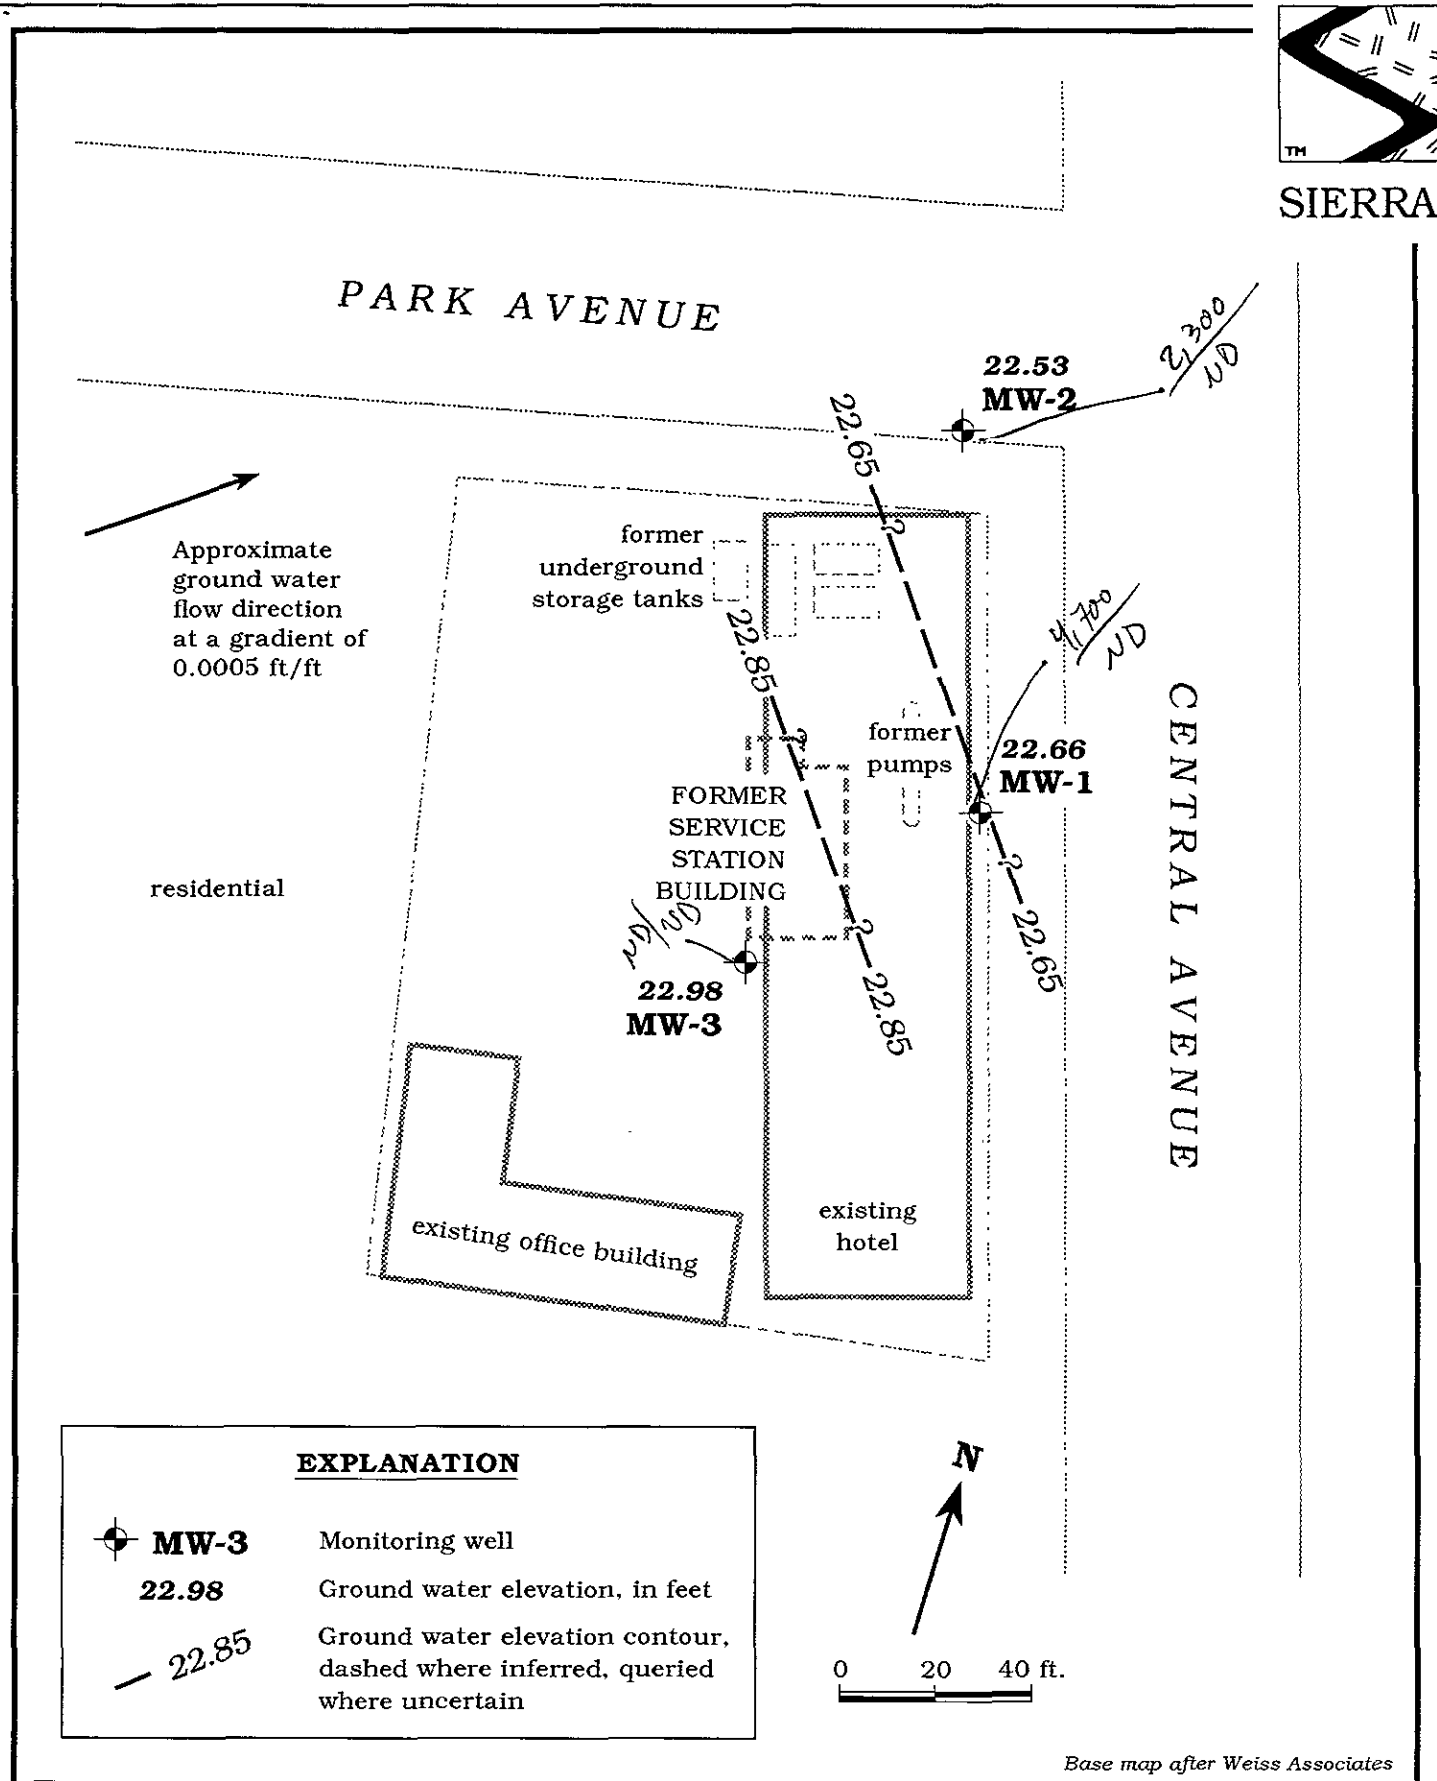 TM
SIERRA
PARK AVENUE
2,300
ND
22.53
MW-2
22.65
Approximate
ground water
flow direction
at a gradient of
0.0005 ft/ft
former
underground
storage tanks
22.85
?
?
ND
former
pumps
22.66
MW-1
CENTRAL AVENUE
FORMER
SERVICE
STATION
BUILDING
residential
ND/ND
?
?
22.65
22.98
MW-3
22.85
existing
hotel
existing office building
EXPLANATION
MW-3 Monitoring well
22.98 Ground water elevation, in feet
22.85 Ground water elevation contour,
dashed where inferred, queried
where uncertain
N
0 20 40 ft.
Base map after Weiss Associates